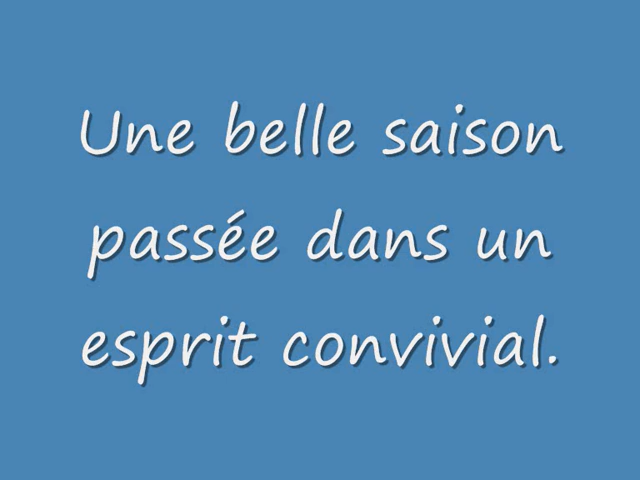 Une belle saison
passée dans un
esprit convivial.